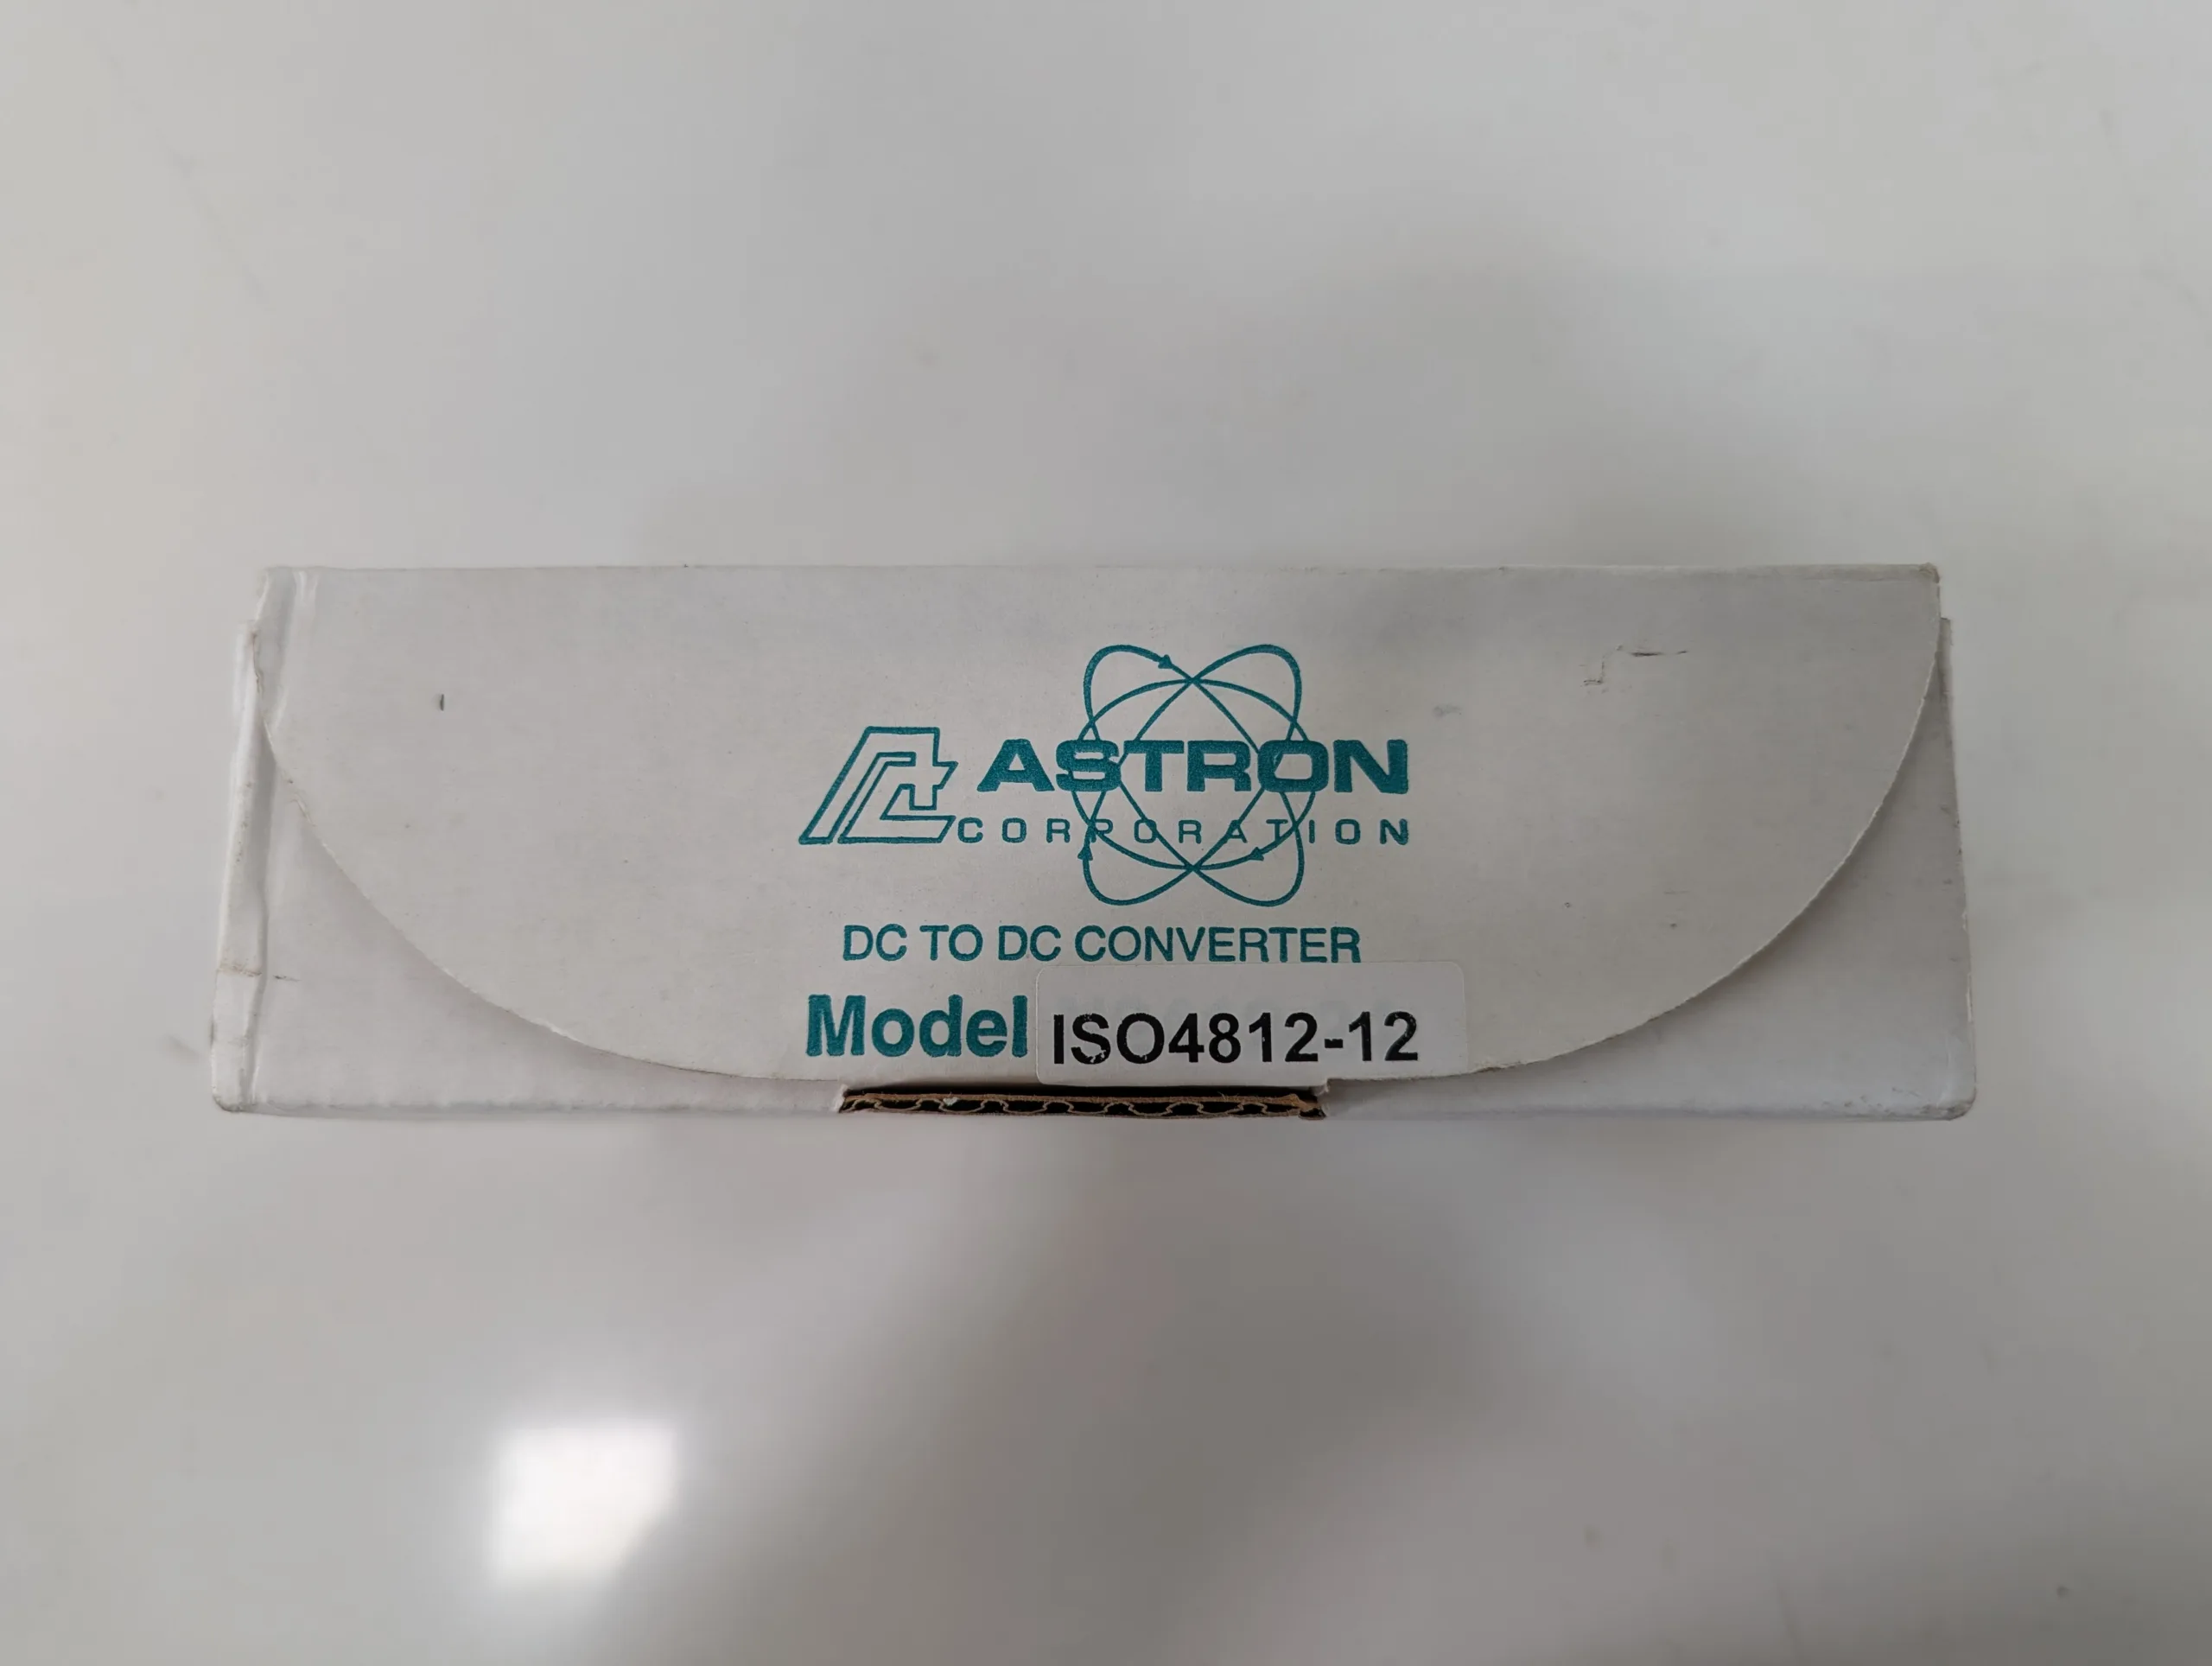 ASTRON
CORPORATION
DC TO DC CONVERTER
Model ISO4812-12